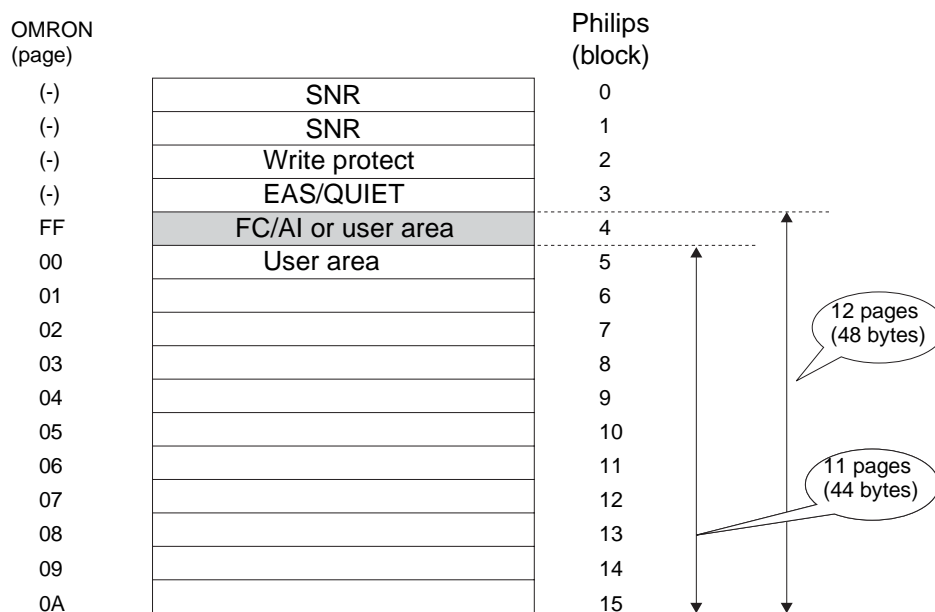 OMRON
(page)
Philips
(block)
(-) SNR 0
(-) SNR 1
(-) Write protect 2
(-) EAS/QUIET 3
FF FC/AI or user area 4
00 User area 5
01 6
02 7
03 8
04 9
05 10
06 11
07 12
08 13
09 14
0A 15
12 pages
(48 bytes)
11 pages
(44 bytes)